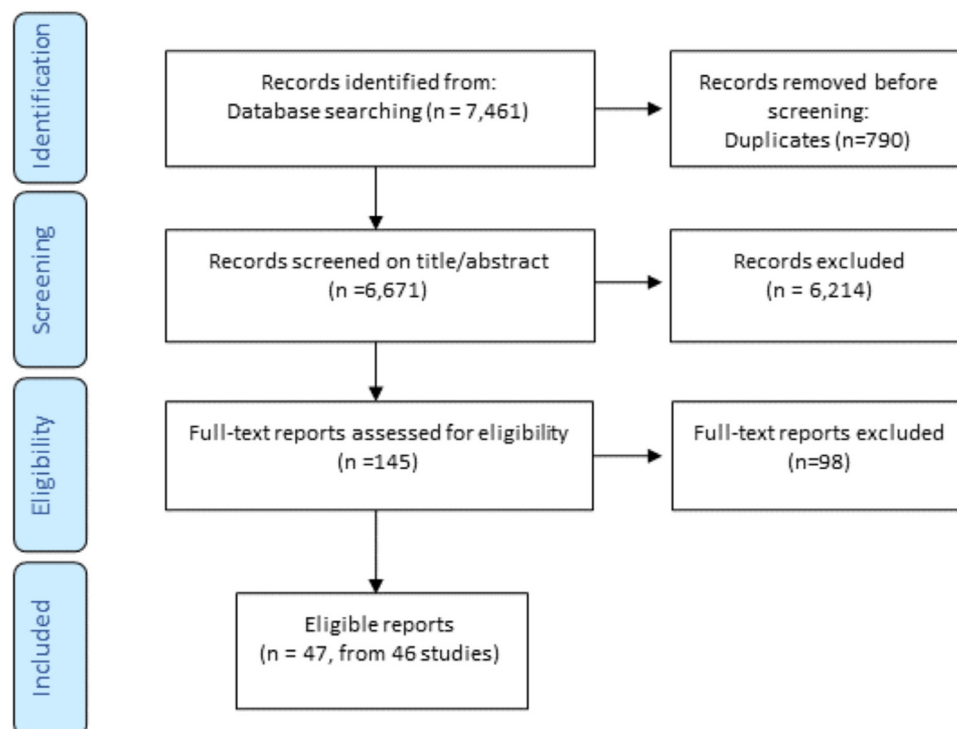 Identification
Records identified from:
Database searching (n = 7,461)
Records removed before
screening:
Duplicates (n=790)
Screening
Records screened on title/abstract
(n =6,671)
Records excluded
(n = 6,214)
Eligibility
Full-text reports assessed for eligibility
(n =145)
Full-text reports excluded
(n=98)
Included
Eligible reports
(n = 47, from 46 studies)